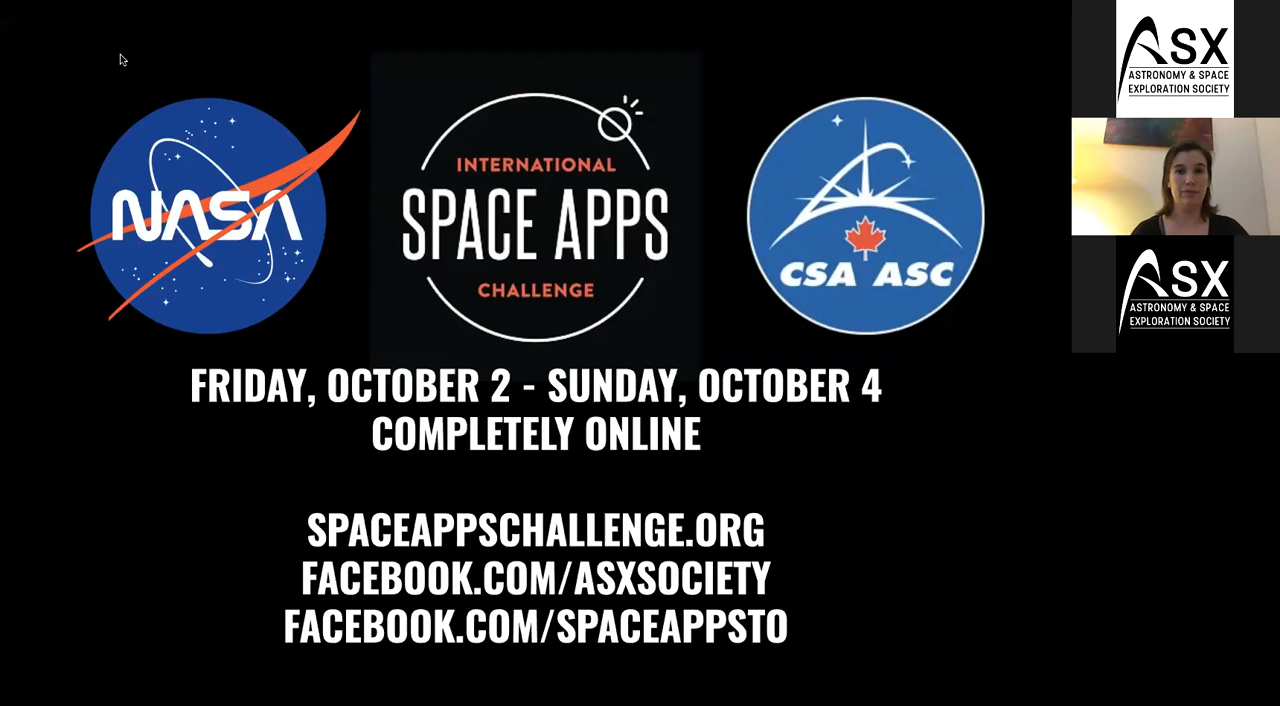 NASA
INTERNATIONAL
SPACE APPS
CHALLENGE
CSA ASC
FRIDAY, OCTOBER 2 - SUNDAY, OCTOBER 4
COMPLETELY ONLINE
SPACEAPPSCHALLENGE.ORG
FACEBOOK.COM/ASXSOCIETY
FACEBOOK.COM/SPACEAPPSTO
ASX
ASTRONOMY & SPACE
EXPLORATION SOCIETY
ASX
ASTRONOMY & SPACE
EXPLORATION SOCIETY